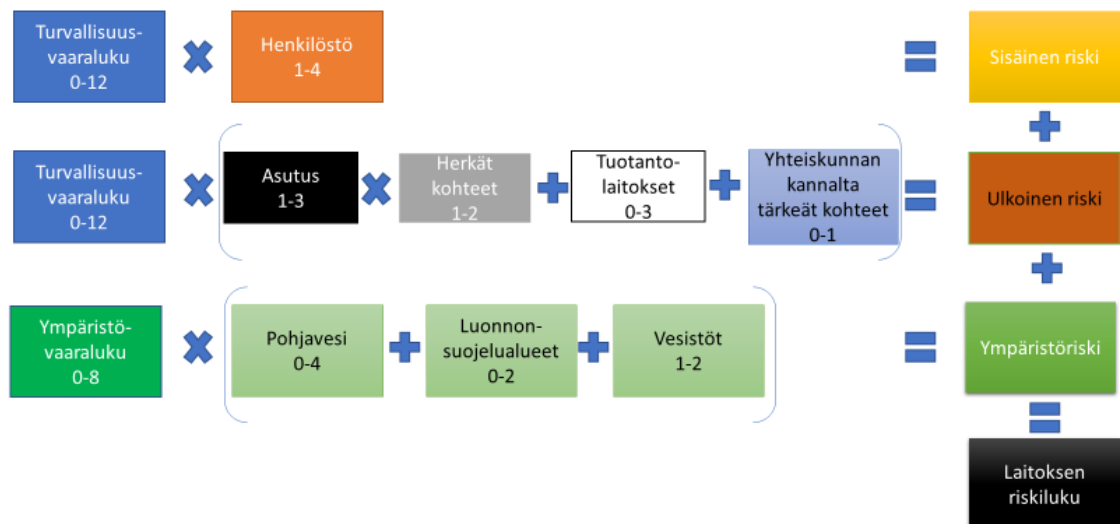 Turvallisuus-
vaaraluku
0-12
Henkilöstö
1-4
Sisäinen riski
Turvallisuus-
vaaraluku
0-12
Asutus
1-3
Herkät
kohteet
1-2
Tuotanto-
laitokset
0-3
Yhteiskunnan
kannalta
tärkeät kohteet
0-1
Ulkoinen riski
Ympäristö-
vaaraluku
0-8
Pohjavesi
0-4
Luonnon-
suojelualueet
0-2
Vesistöt
1-2
Ympäristöriski
Laitoksen
riskiluku